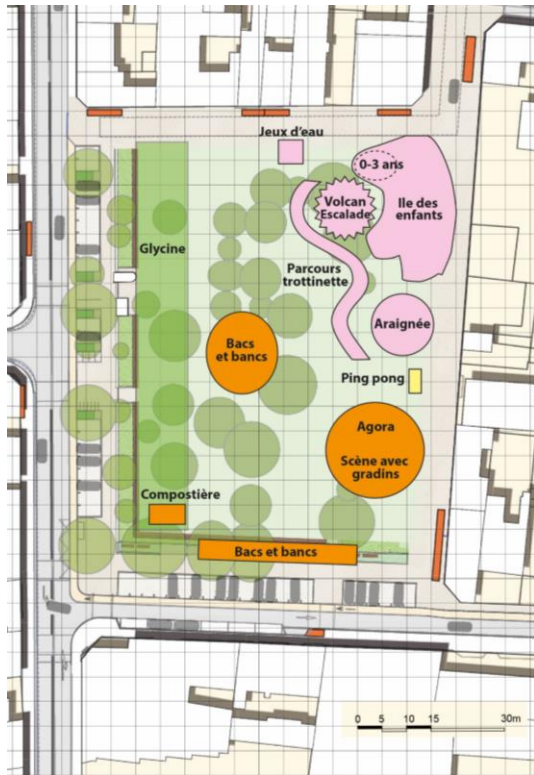 Jeux d'eau
0-3 ans
Volcan
Escalade
Ile des
enfants
Glycine
Parcours
trottinette
Araignée
Bacs
et bancs
Ping pong
Agora
Scène avec
gradins
Compostière
Bacs et bancs
0 5 10 15 30m